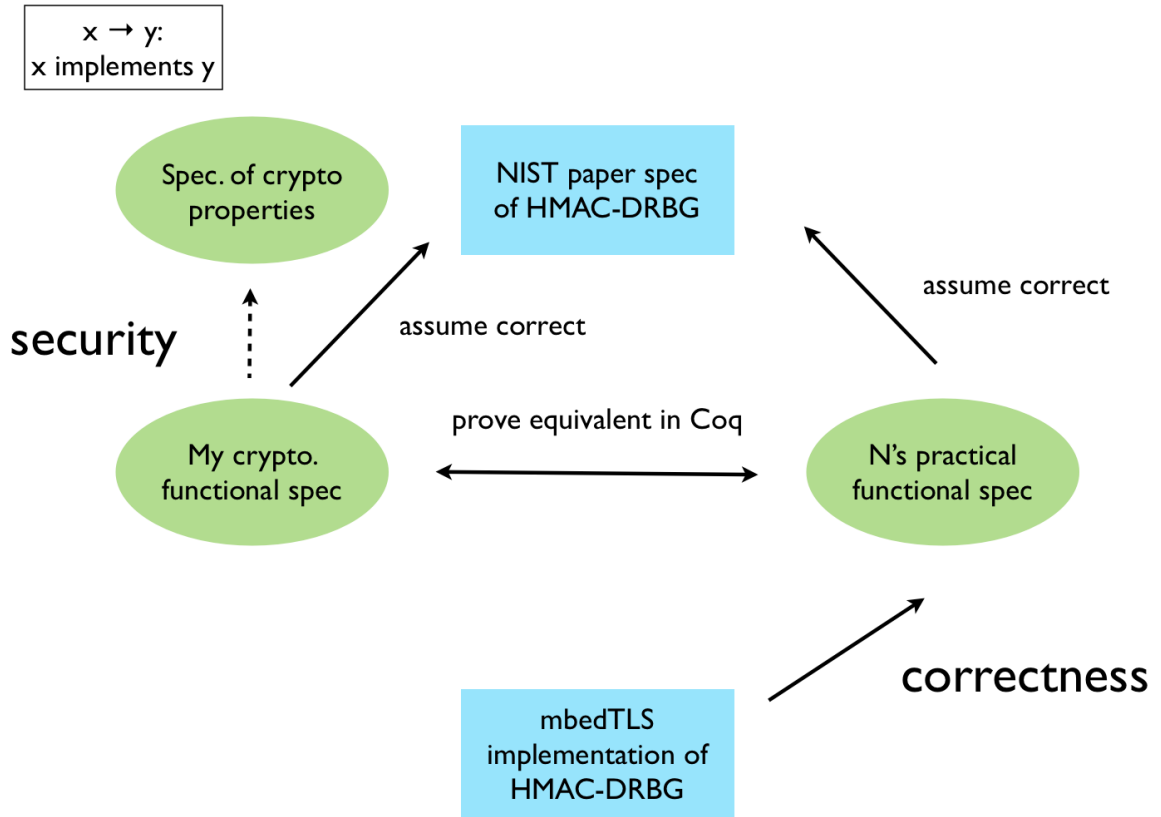 x → y:
x implements y
Spec. of crypto
properties
NIST paper spec
of HMAC-DRBG
assume correct
security
assume correct
prove equivalent in Coq
My crypto.
functional spec
N's practical
functional spec
correctness
mbedTLS
implementation of
HMAC-DRBG